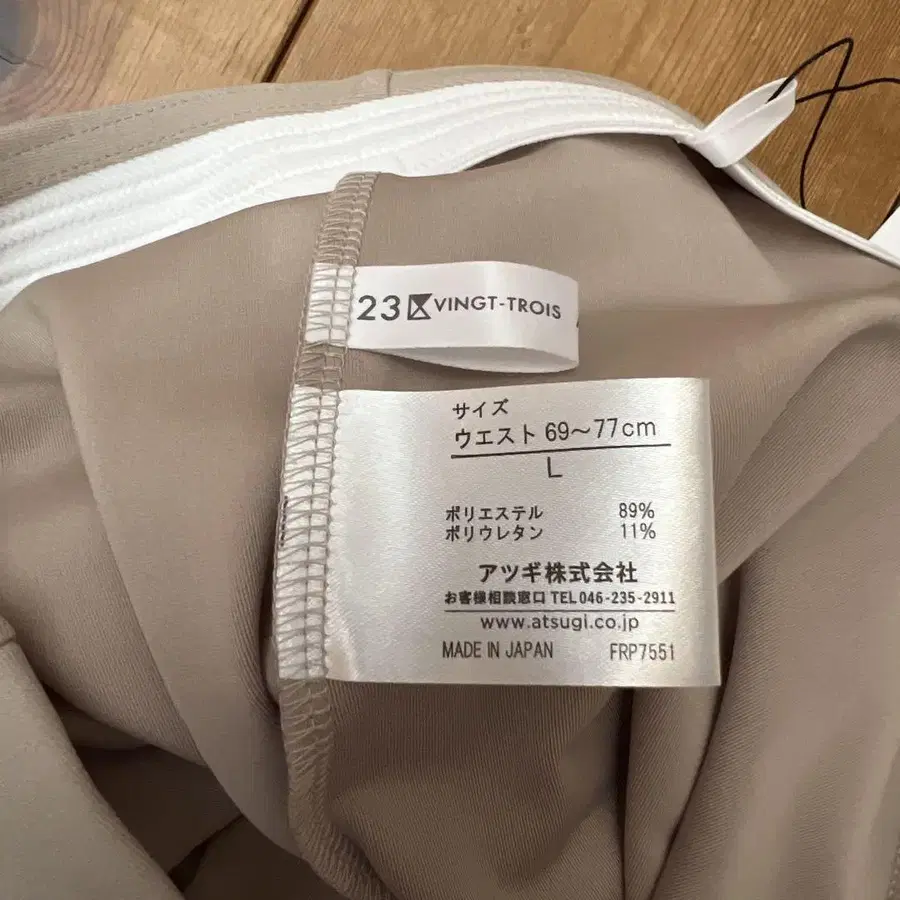 23 VINGT-TROIS
サイズ
ウエスト 69～77cm
L
ポリエステル 89%
ポリウレタン 11%
アツギ株式会社
お客様相談窓口 TEL 046-235-2911
www.atsugi.co.jp
MADE IN JAPAN FRP7551